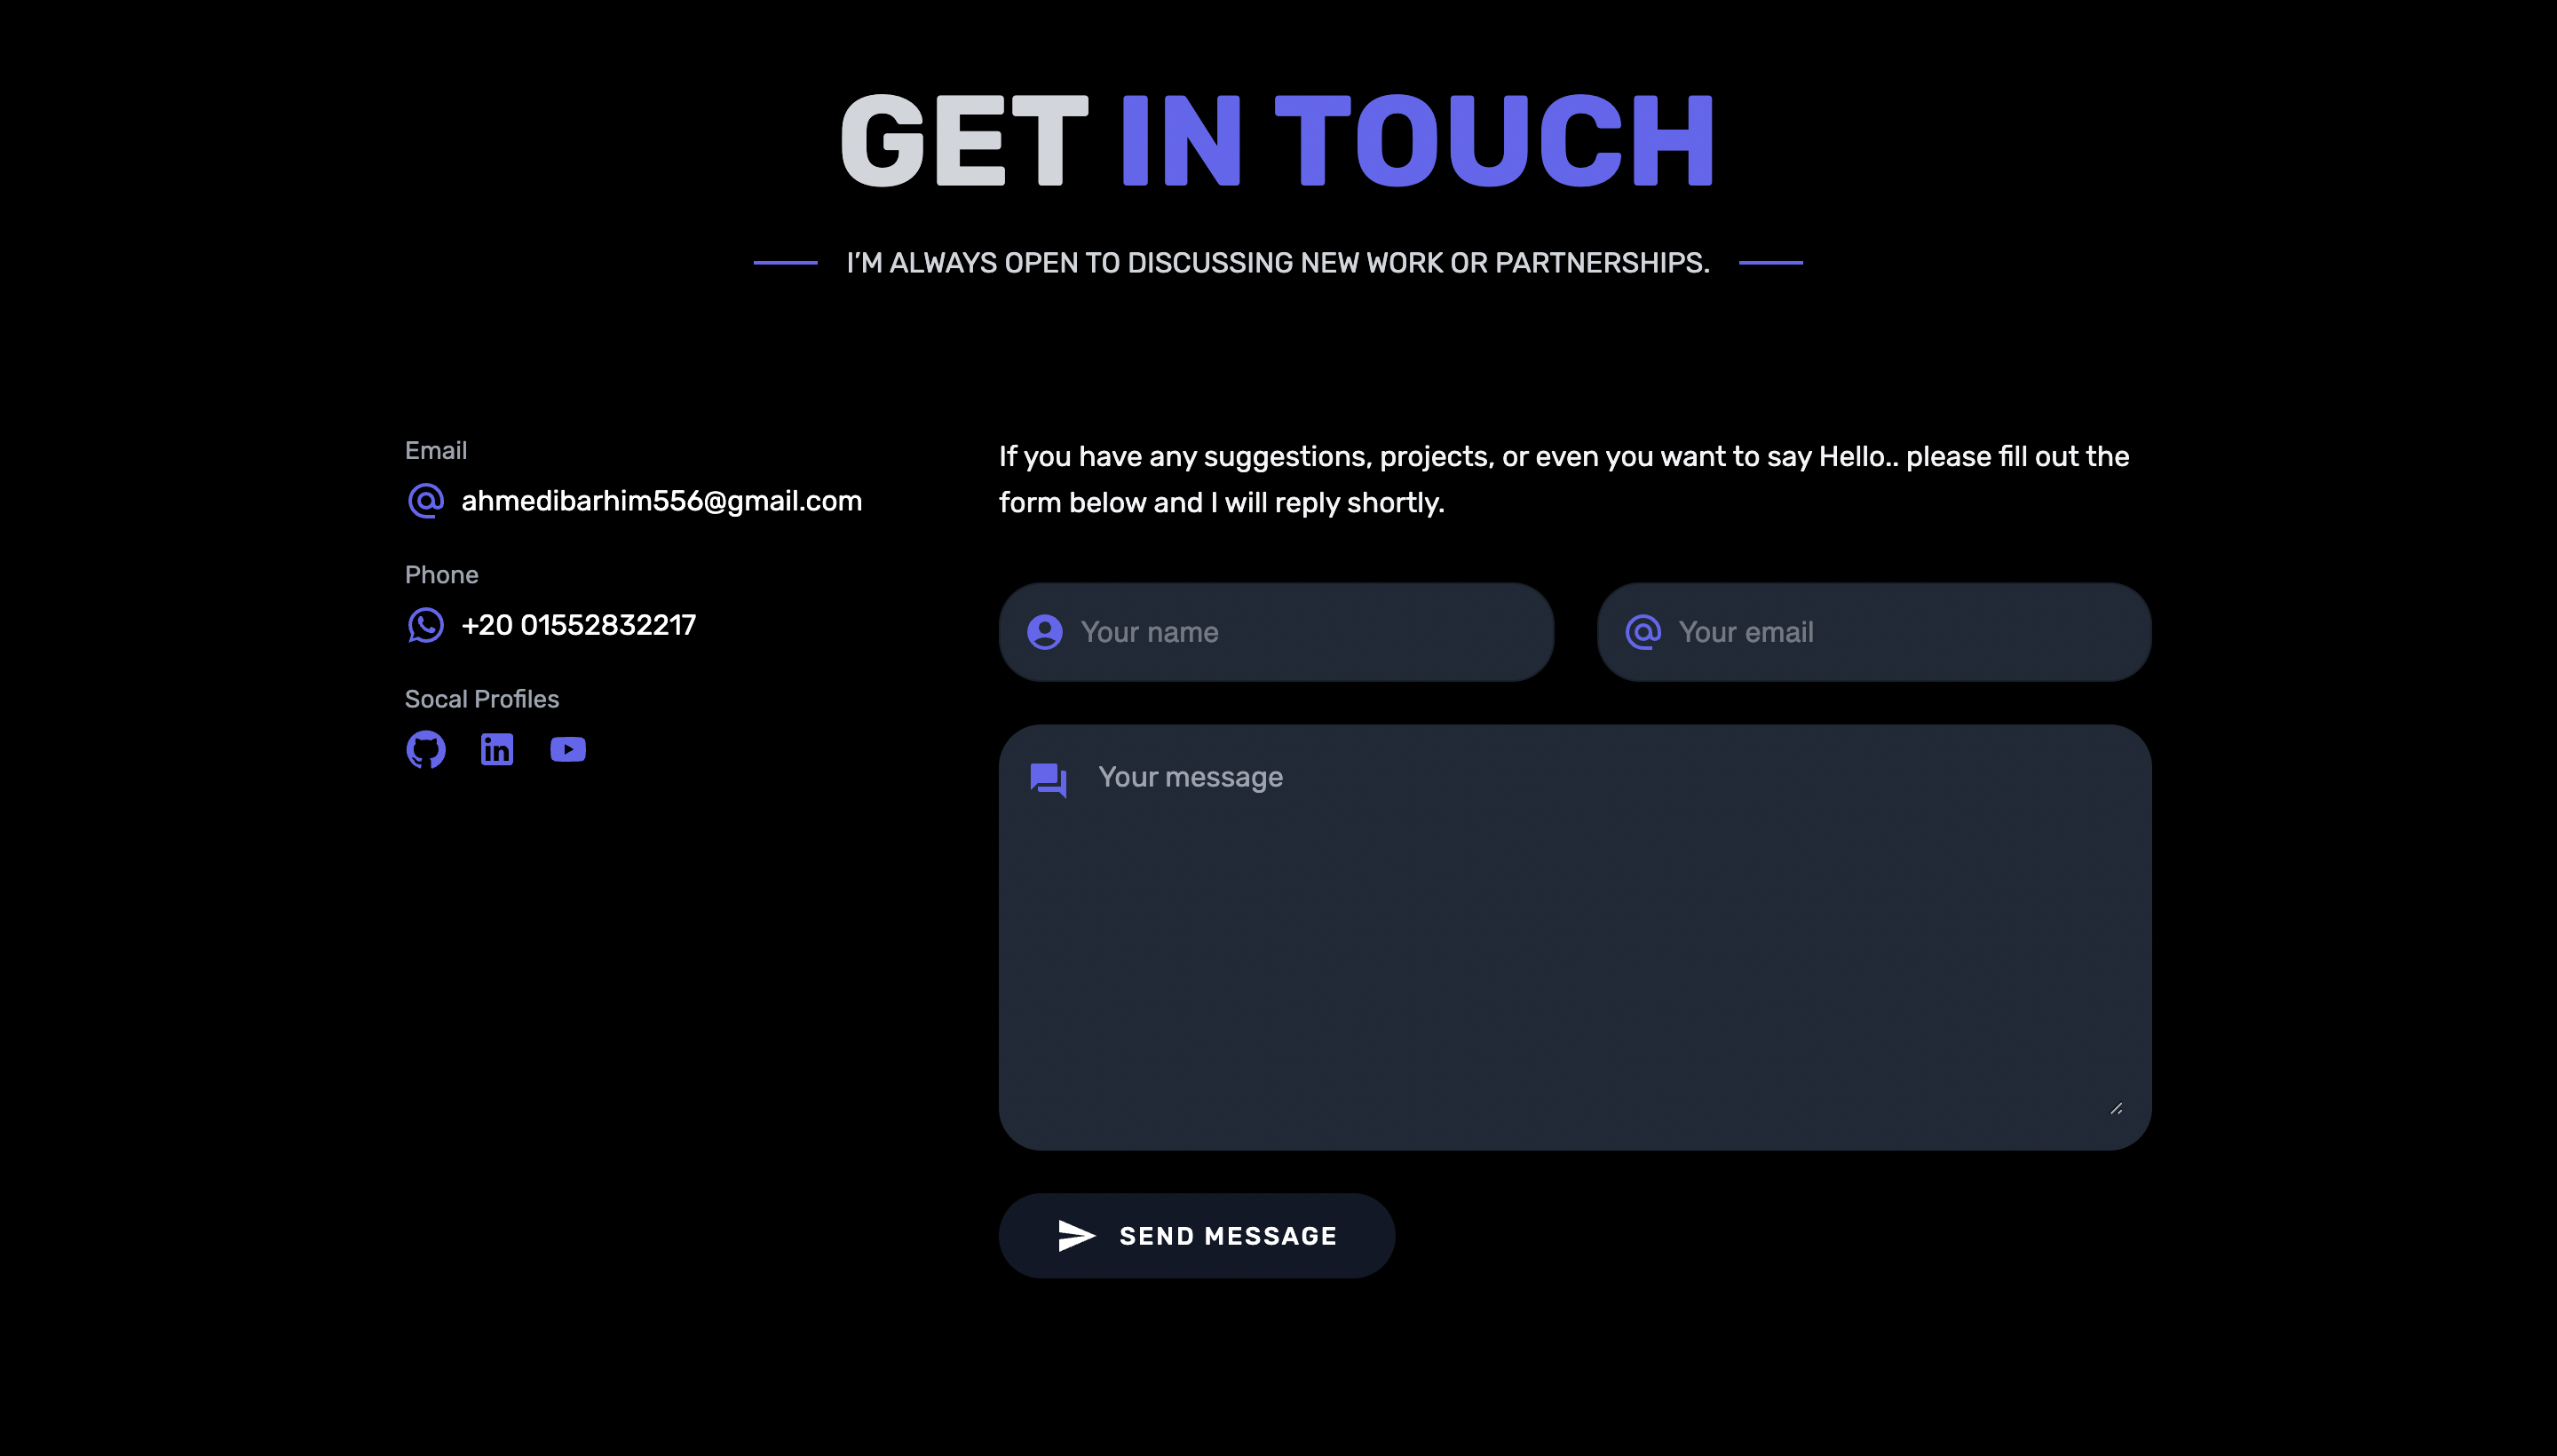 GET IN TOUCH
I’M ALWAYS OPEN TO DISCUSSING NEW WORK OR PARTNERSHIPS.
Email
ahmedibarhim556@gmail.com
Phone
+20 01552832217
Socal Profiles
If you have any suggestions, projects, or even you want to say Hello.. please fill out the
form below and I will reply shortly.
Your name
Your email
Your message
SEND MESSAGE